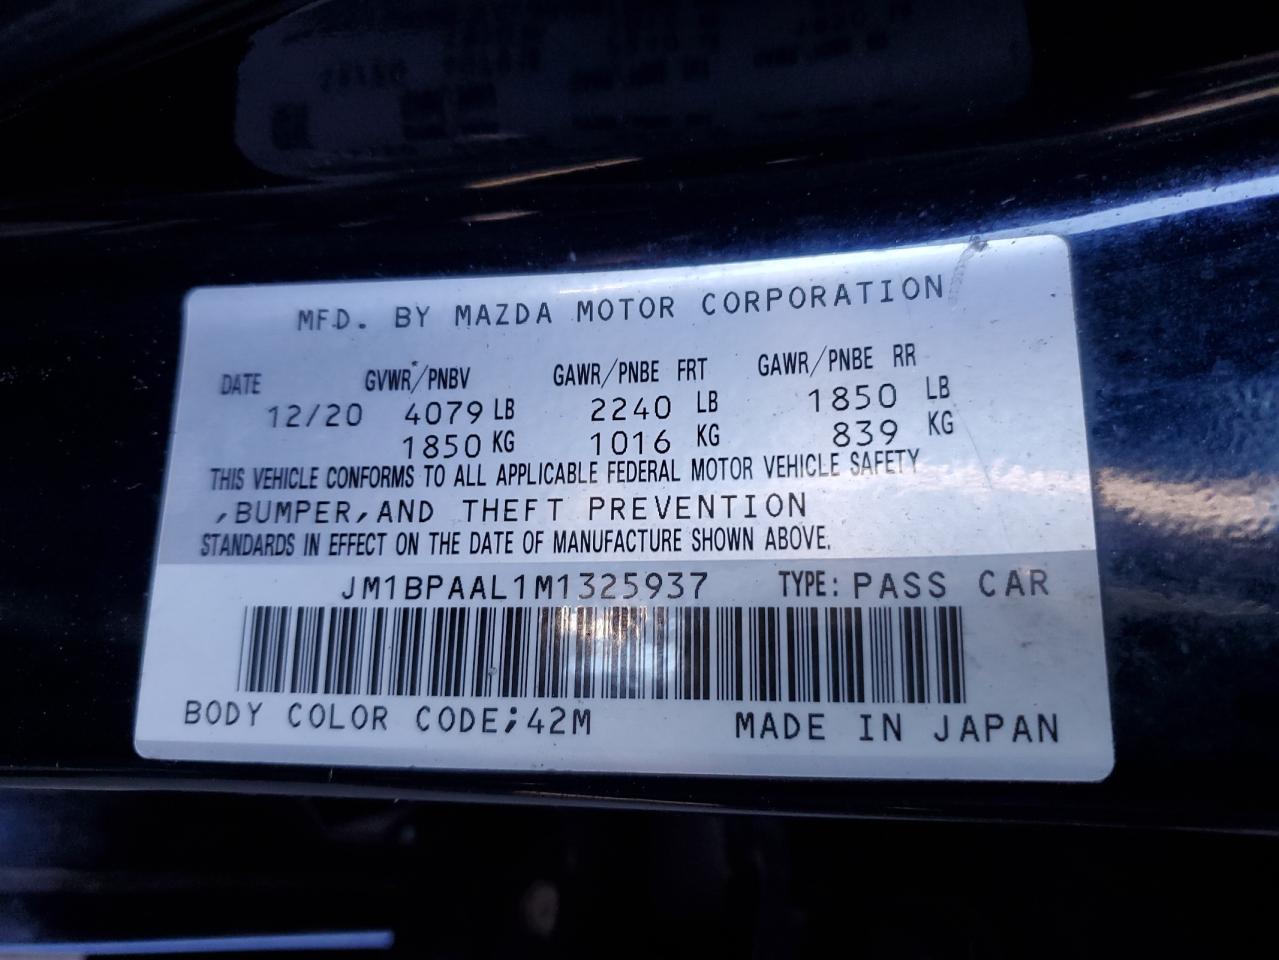 MFD. BY MAZDA MOTOR CORPORATION
DATE GVWR/PNBV GAWR/PNBE FRT GAWR/PNBE RR
12/20 4079 LB 2240 LB 1850 LB
1850 KG 1016 KG 839 KG
THIS VEHICLE CONFORMS TO ALL APPLICABLE FEDERAL MOTOR VEHICLE SAFETY
,BUMPER,AND THEFT PREVENTION
STANDARDS IN EFFECT ON THE DATE OF MANUFACTURE SHOWN ABOVE.
JM1BPAAL1M1325937 TYPE: PASS CAR
BODY COLOR CODE;42M MADE IN JAPAN